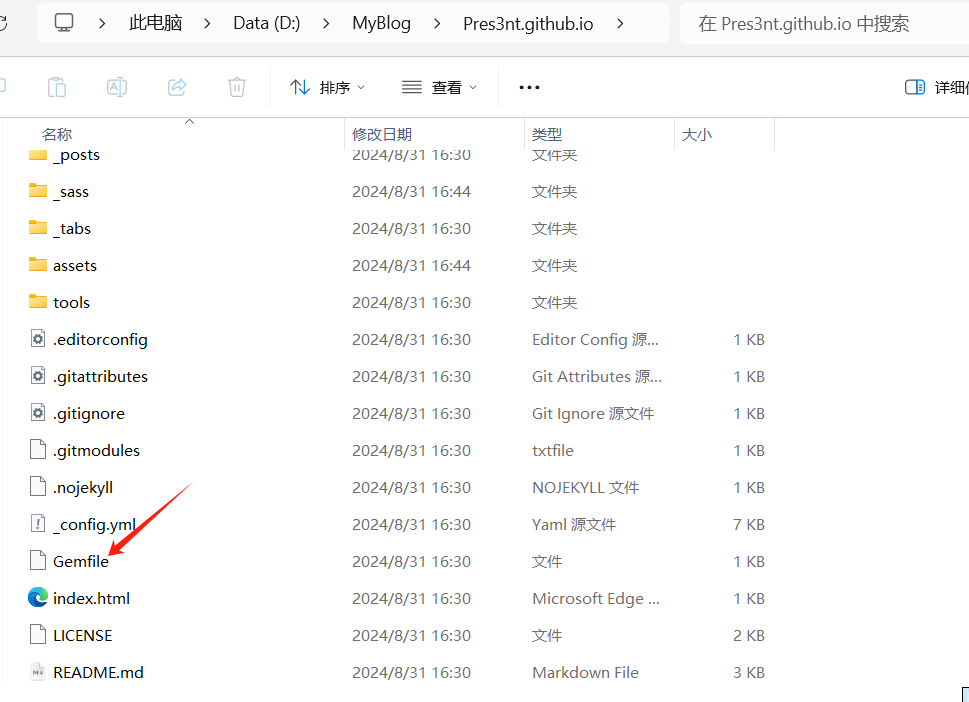 此电脑 Data (D:) MyBlog Pres3nt.github.io 在 Pres3nt.github.io 中搜索
排序 查看 详细
名称 修改日期 类型 大小
_posts 2024/8/31 16:30 文件夹
_sass 2024/8/31 16:44 文件夹
_tabs 2024/8/31 16:30 文件夹
assets 2024/8/31 16:44 文件夹
tools 2024/8/31 16:30 文件夹
.editorconfig 2024/8/31 16:30 Editor Config 源... 1 KB
.gitattributes 2024/8/31 16:30 Git Attributes 源... 1 KB
.gitignore 2024/8/31 16:30 Git Ignore 源文件 1 KB
.gitmodules 2024/8/31 16:30 txtfile 1 KB
.nojekyll 2024/8/31 16:30 NOJEKYLL 文件 1 KB
_config.yml 2024/8/31 16:30 Yaml 源文件 7 KB
Gemfile 2024/8/31 16:30 文件 1 KB
index.html 2024/8/31 16:30 Microsoft Edge ... 1 KB
LICENSE 2024/8/31 16:30 文件 2 KB
README.md 2024/8/31 16:30 Markdown File 3 KB